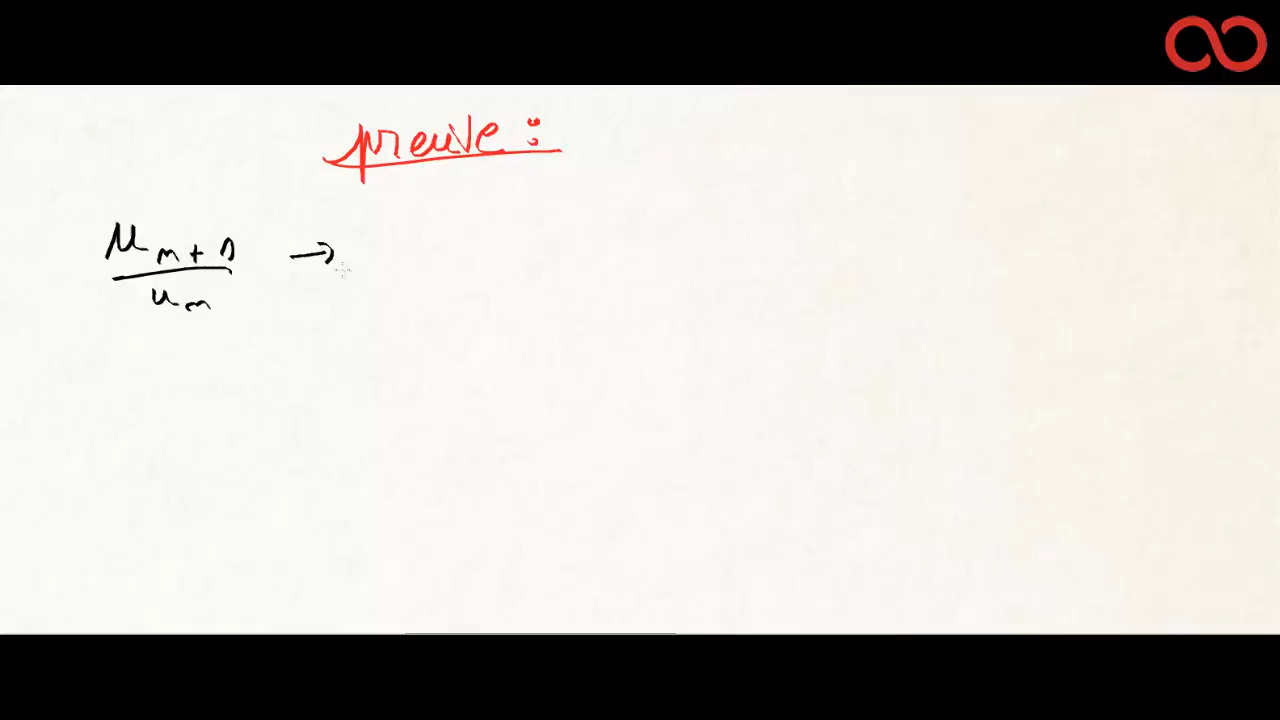 preuve :
u_{n+1} / u_n →